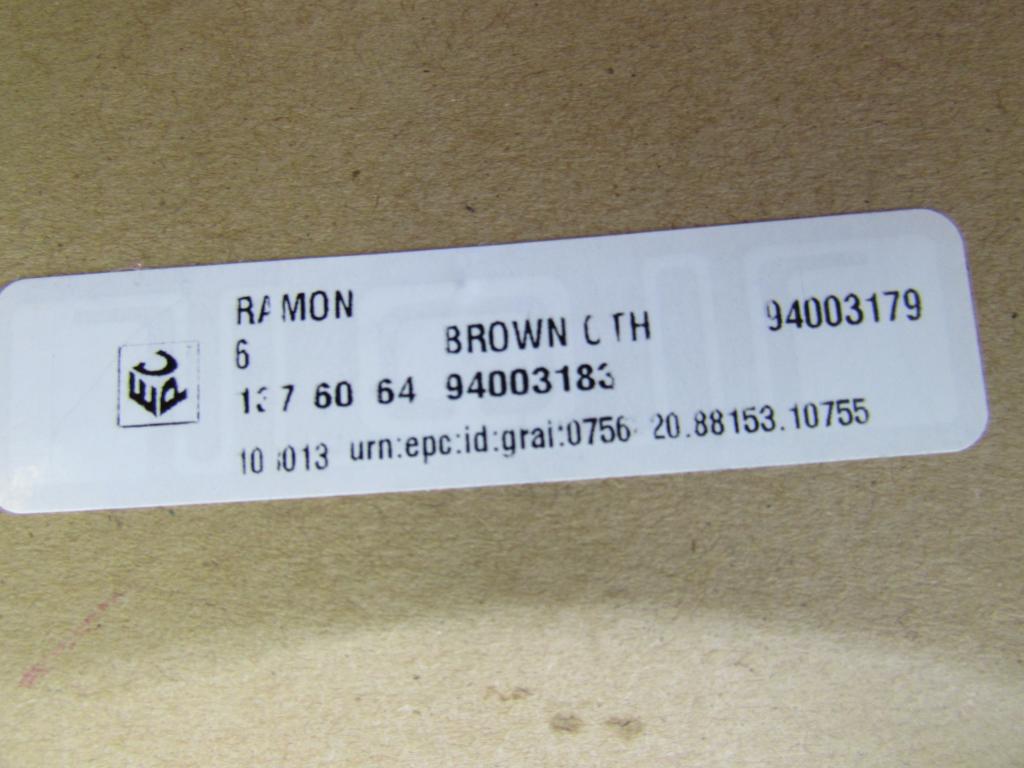 RAMON
6 BROWN 94003179
60 64 94003183
EPC
urn:epc:id:grai:0756 20.88153.10755